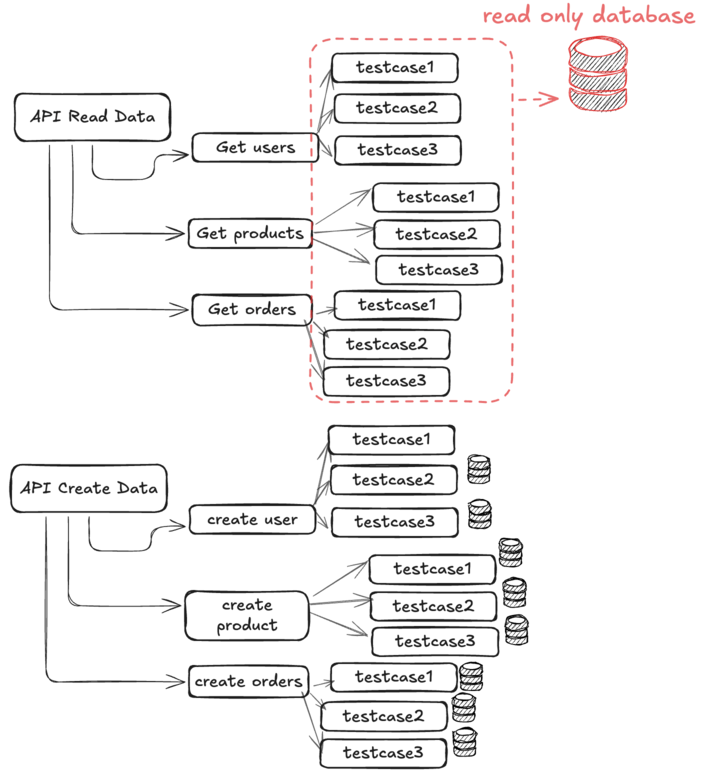 read only database
testcase1
API Read Data
testcase2
Get users
testcase3
testcase1
Get products
testcase2
testcase3
Get orders
testcase1
testcase2
testcase3
testcase1
API Create Data
testcase2
create user
testcase3
testcase1
create
product
testcase2
testcase3
create orders
testcase1
testcase2
testcase3